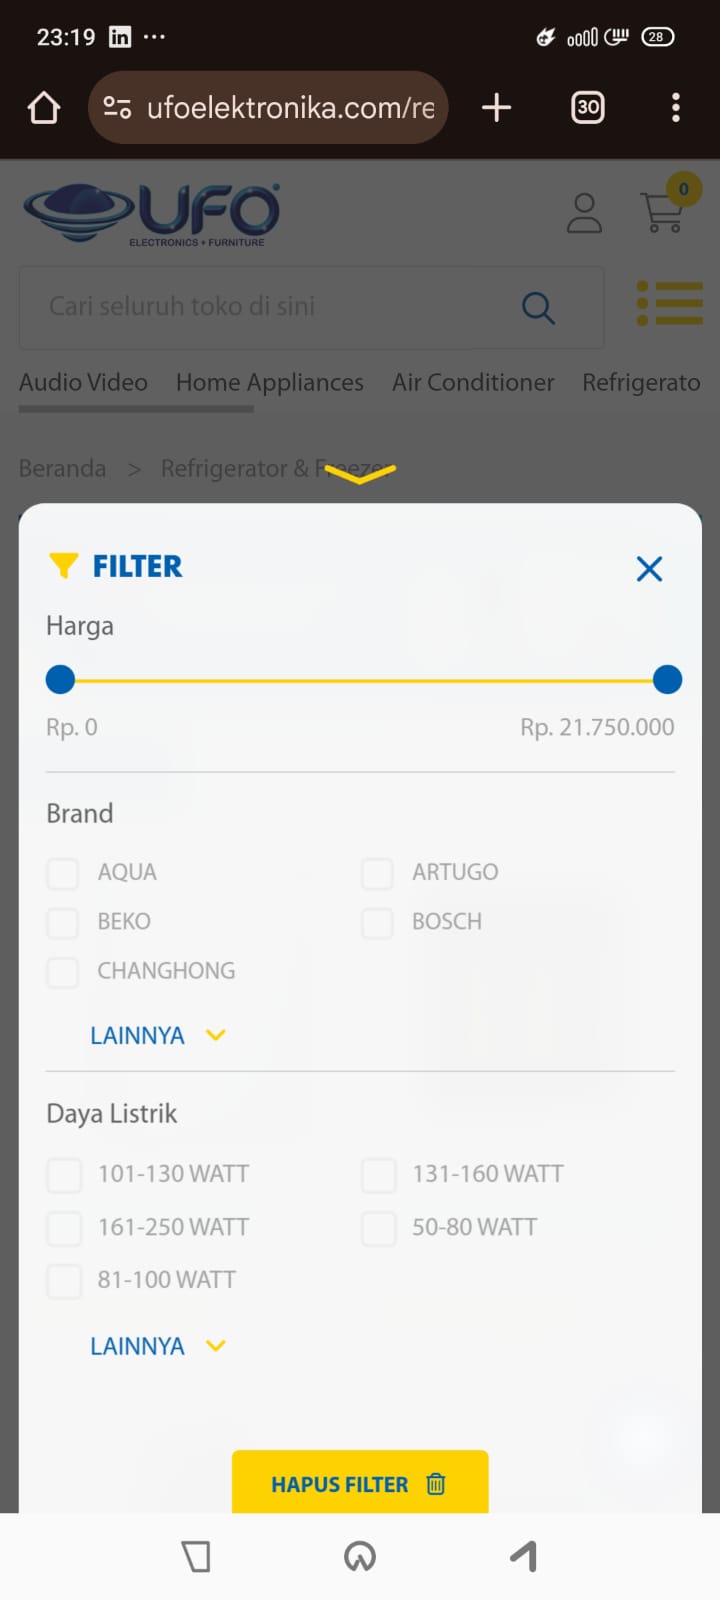 23:19 in ...
28
ufoelektronika.com/re
30
UFO
ELECTRONICS + FURNITURE
0
Cari seluruh toko di sini
Audio Video Home Appliances Air Conditioner Refrigerato
Beranda > Refrigerator & Freezer
FILTER
Harga
Rp. 0 Rp. 21.750.000
Brand
AQUA ARTUGO
BEKO BOSCH
CHANGHONG
LAINNYA
Daya Listrik
101-130 WATT 131-160 WATT
161-250 WATT 50-80 WATT
81-100 WATT
LAINNYA
HAPUS FILTER